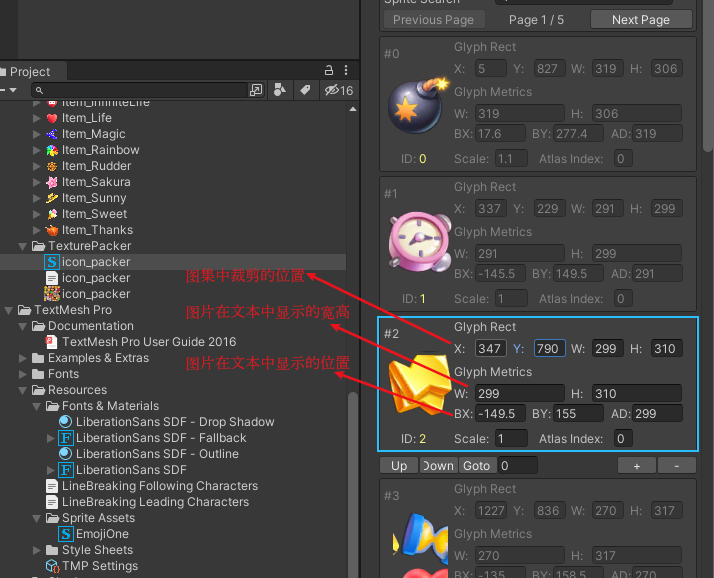 Project
16
Item_InfiniteLife
Item_Life
Item_Magic
Item_Rainbow
Item_Rudder
Item_Sakura
Item_Sunny
Item_Sweet
Item_Thanks
TexturePacker
icon_packer
icon_packer
icon_packer
TextMesh Pro
Documentation
TextMesh Pro User Guide 2016
Examples & Extras
Fonts
Resources
Fonts & Materials
LiberationSans SDF - Drop Shadow
LiberationSans SDF - Fallback
LiberationSans SDF - Outline
LiberationSans SDF
LineBreaking Following Characters
LineBreaking Leading Characters
Sprite Assets
EmojiOne
Style Sheets
TMP Settings
图集中裁剪的位置
图片在文本中显示的宽高
图片在文本中显示的位置
Sprite Search
Previous Page Page 1 / 5 Next Page
#0
Glyph Rect
X: 5 Y: 827 W: 319 H: 306
Glyph Metrics
W: 319 H: 306
BX: 17.6 BY: 277.4 AD: 319
ID: 0 Scale: 1.1 Atlas Index: 0
#1
Glyph Rect
X: 337 Y: 229 W: 291 H: 299
Glyph Metrics
W: 291 H: 299
BX: -145.5 BY: 149.5 AD: 291
ID: 1 Scale: 1 Atlas Index: 0
#2
Glyph Rect
X: 347 Y: 790 W: 299 H: 310
Glyph Metrics
W: 299 H: 310
BX: -149.5 BY: 155 AD: 299
ID: 2 Scale: 1 Atlas Index: 0
Up Down Goto 0 + -
#3
Glyph Rect
X: 1227 Y: 836 W: 270 H: 317
Glyph Metrics
W: 270 H: 317
BX: -135 BY: 158.5 AD: 270